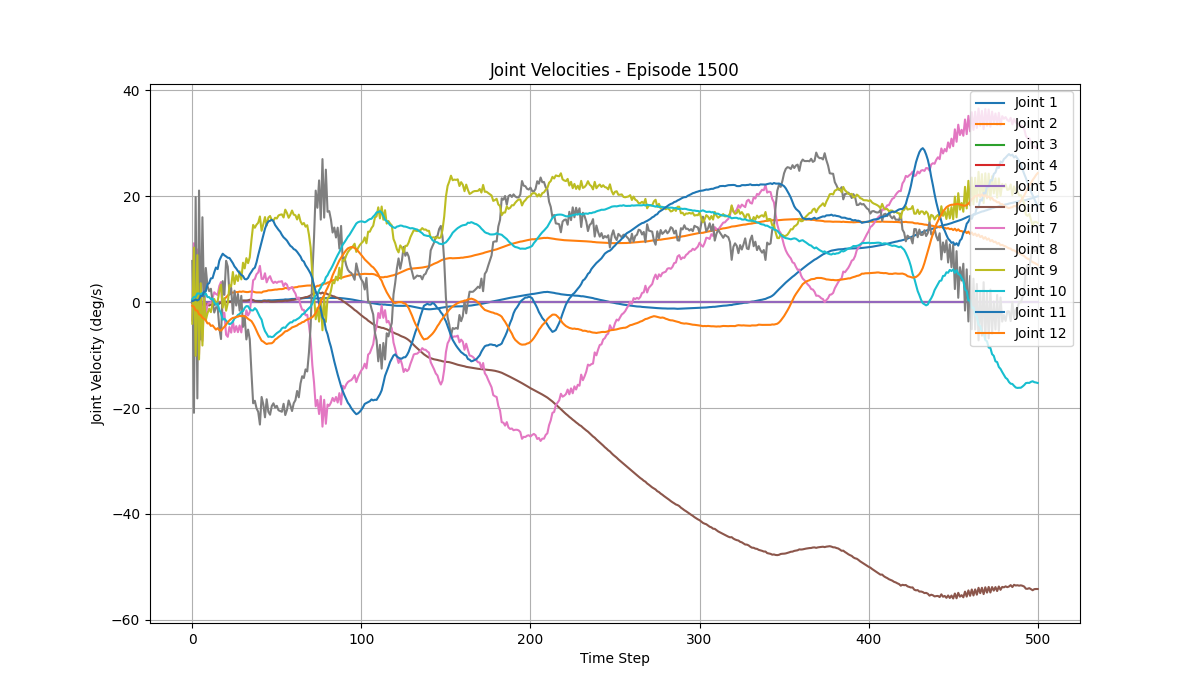 Joint Velocities - Episode 1500
Joint Velocity (deg/s)
40
20
0
−20
−40
−60
0 100 200 300 400 500
Time Step
Joint 1
Joint 2
Joint 3
Joint 4
Joint 5
Joint 6
Joint 7
Joint 8
Joint 9
Joint 10
Joint 11
Joint 12